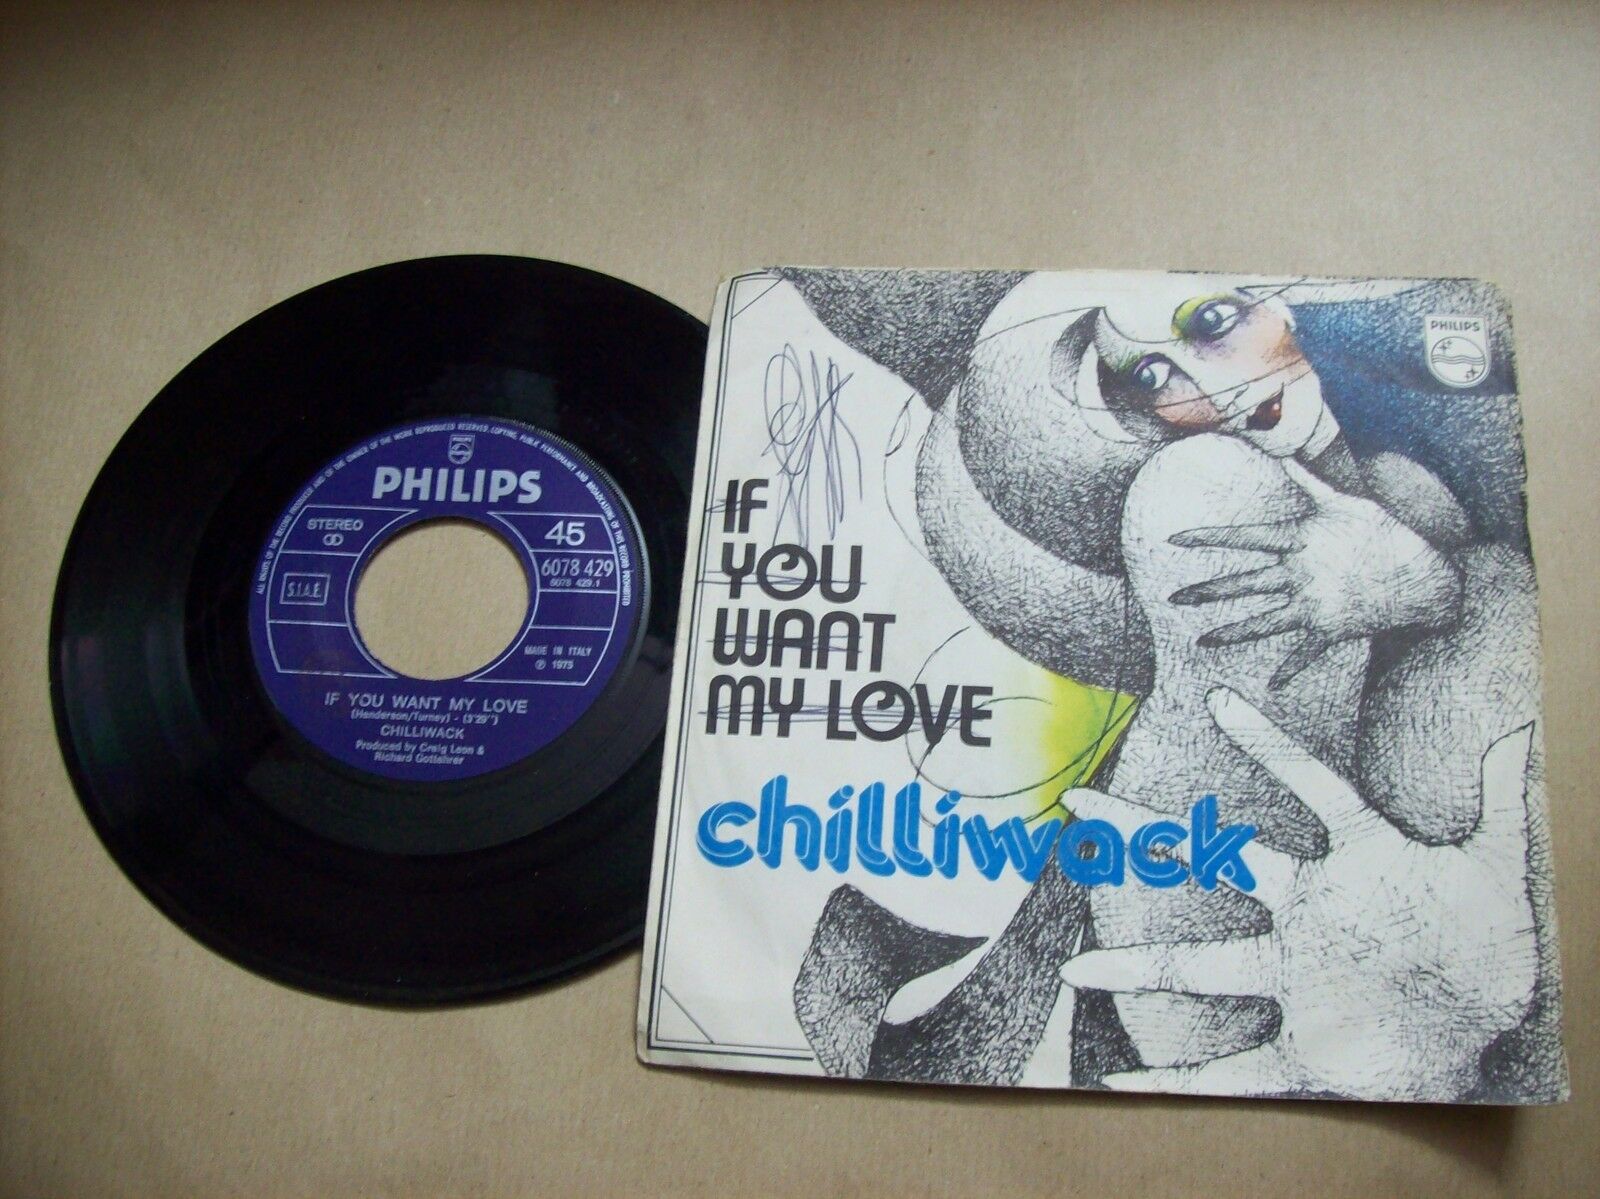 ALL RIGHTS OF THE RECORD PRODUCER AND OF THE OWNER OF THE WORK REPRODUCED RESERVED. COPYING, PUBLIC PERFORMANCE AND BROADCASTING OF THIS RECORD PROHIBITED
PHILIPS
PHILIPS
STEREO
45
6078 429
6078 429.1
S.I.A.E.
MADE IN ITALY
℗ 1975
IF YOU WANT MY LOVE
(Henderson/Turney) - (3'29'')
CHILLIWACK
Produced by Craig Leon &
Richard Gottehrer
PHILIPS
IF
YOU
WANT
MY LOVE
chilliwack